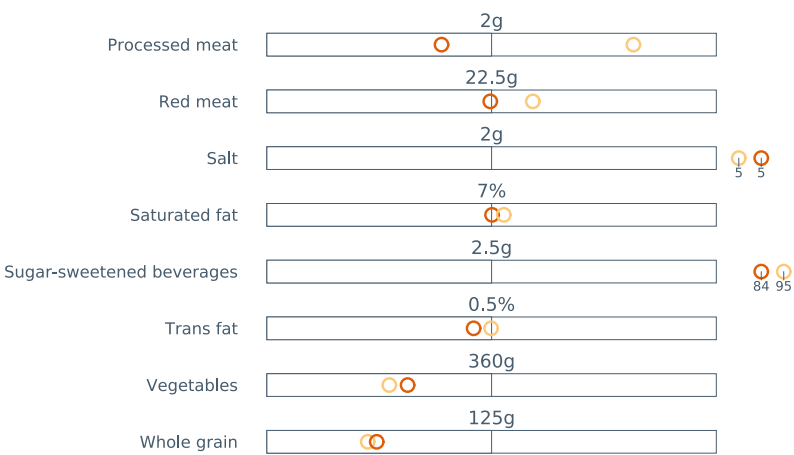 2g
Processed meat
22.5g
Red meat
2g
Salt
5 5
7%
Saturated fat
2.5g
Sugar-sweetened beverages
84 95
0.5%
Trans fat
360g
Vegetables
125g
Whole grain